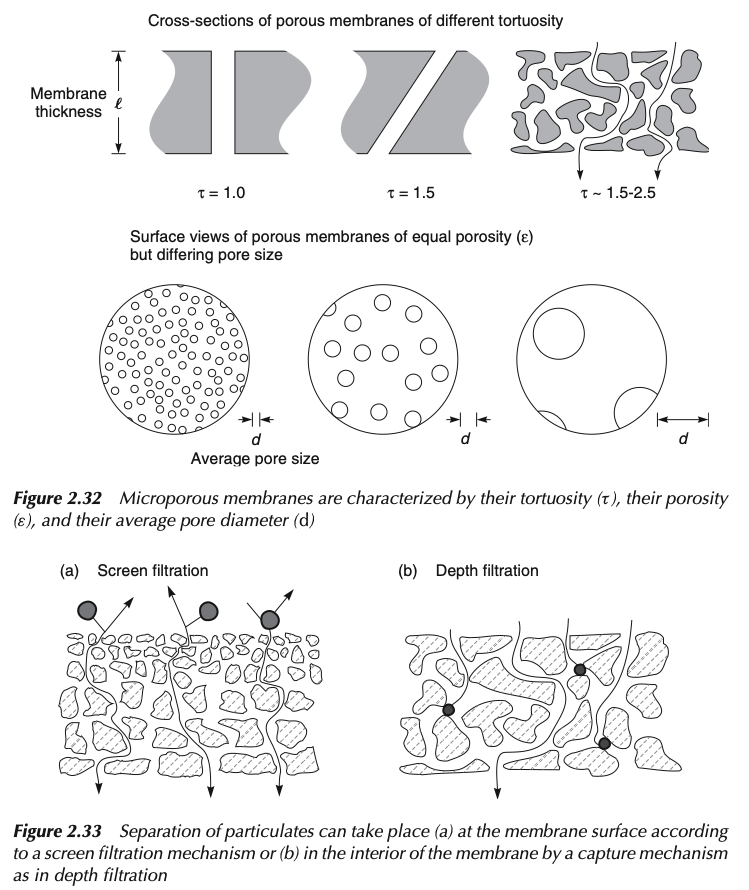 Cross-sections of porous membranes of different tortuosity
Membrane
thickness
ℓ
τ = 1.0
τ = 1.5
τ ~ 1.5-2.5
Surface views of porous membranes of equal porosity (ε)
but differing pore size
d
d
d
Average pore size
Figure 2.32 Microporous membranes are characterized by their tortuosity (τ), their porosity
(ε), and their average pore diameter (d)
(a) Screen filtration
(b) Depth filtration
Figure 2.33 Separation of particulates can take place (a) at the membrane surface according
to a screen filtration mechanism or (b) in the interior of the membrane by a capture mechanism
as in depth filtration